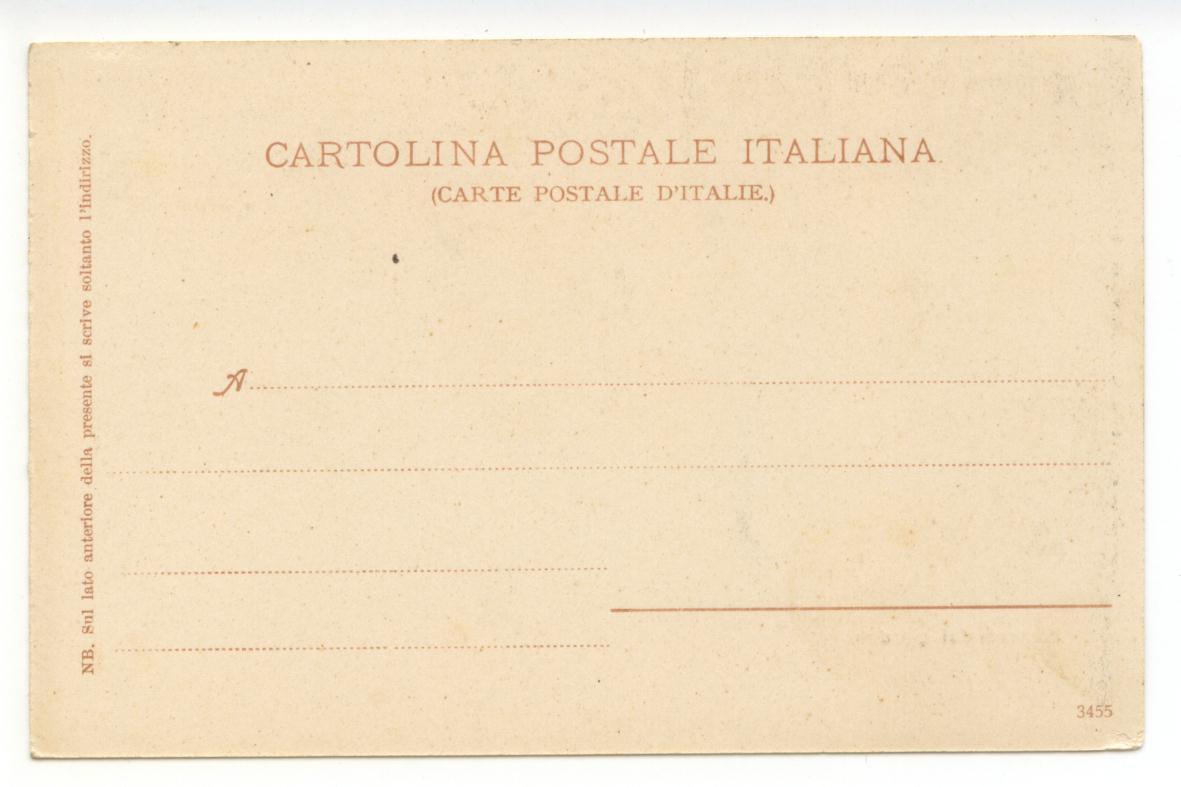 CARTOLINA POSTALE ITALIANA
(CARTE POSTALE D'ITALIE.)
A
NB. Sul lato anteriore della presente si scrive soltanto l'indirizzo.
3455